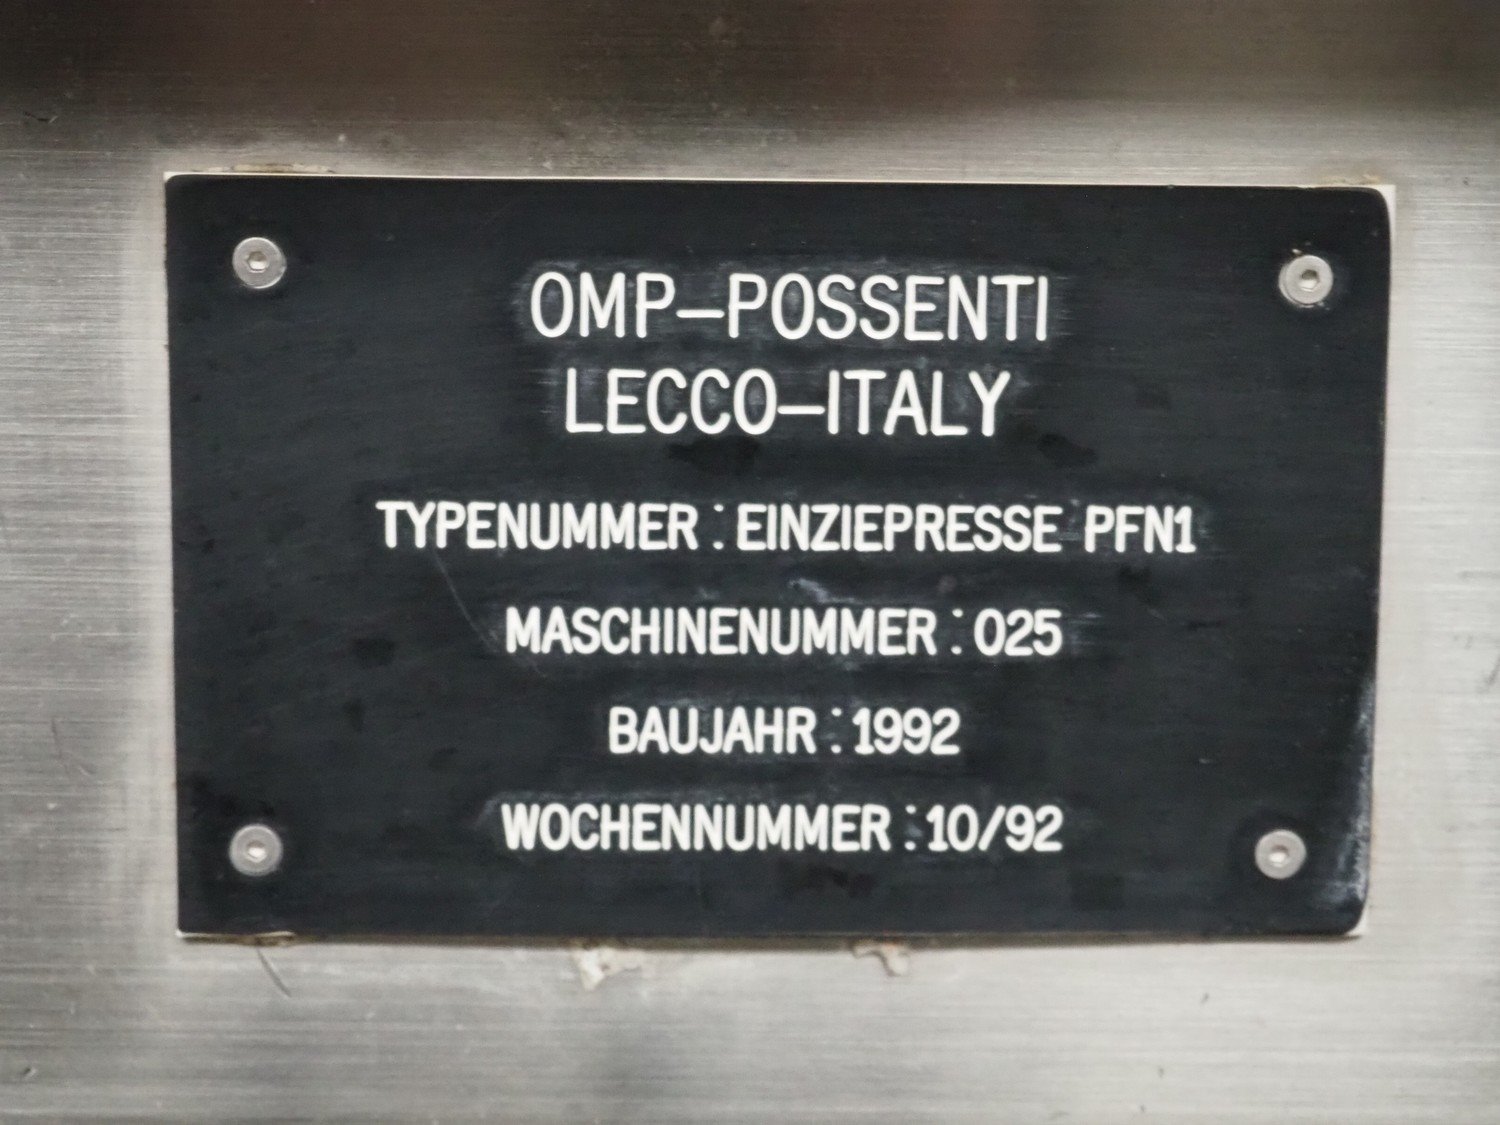 OMP-POSSENTI
LECCO-ITALY
TYPENUMMER : EINZIEPRESSE PFN1
MASCHINENUMMER : 025
BAUJAHR : 1992
WOCHENNUMMER : 10/92